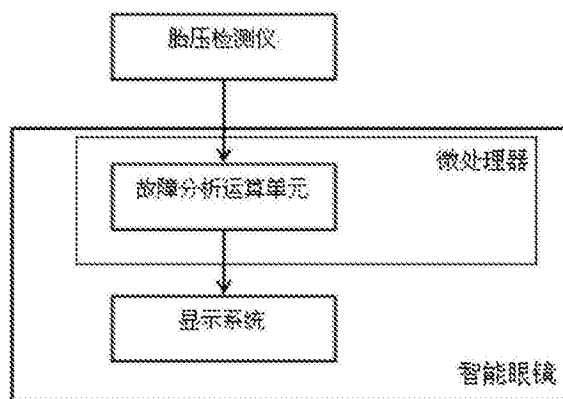 胎压检测仪
微处理器
故障分析运算单元
显示系统
智能眼镜